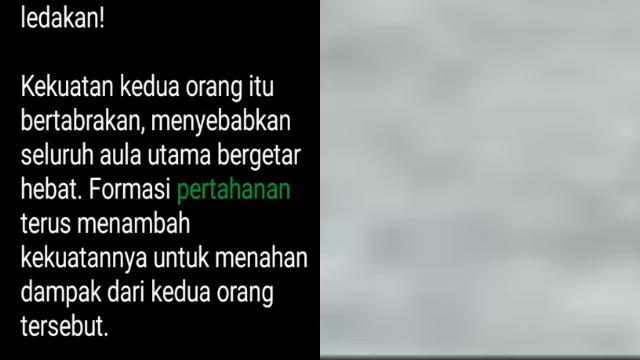 ledakan!
Kekuatan kedua orang itu
bertabrakan, menyebabkan
seluruh aula utama bergetar
hebat. Formasi pertahanan
terus menambah
kekuatannya untuk menahan
dampak dari kedua orang
tersebut.